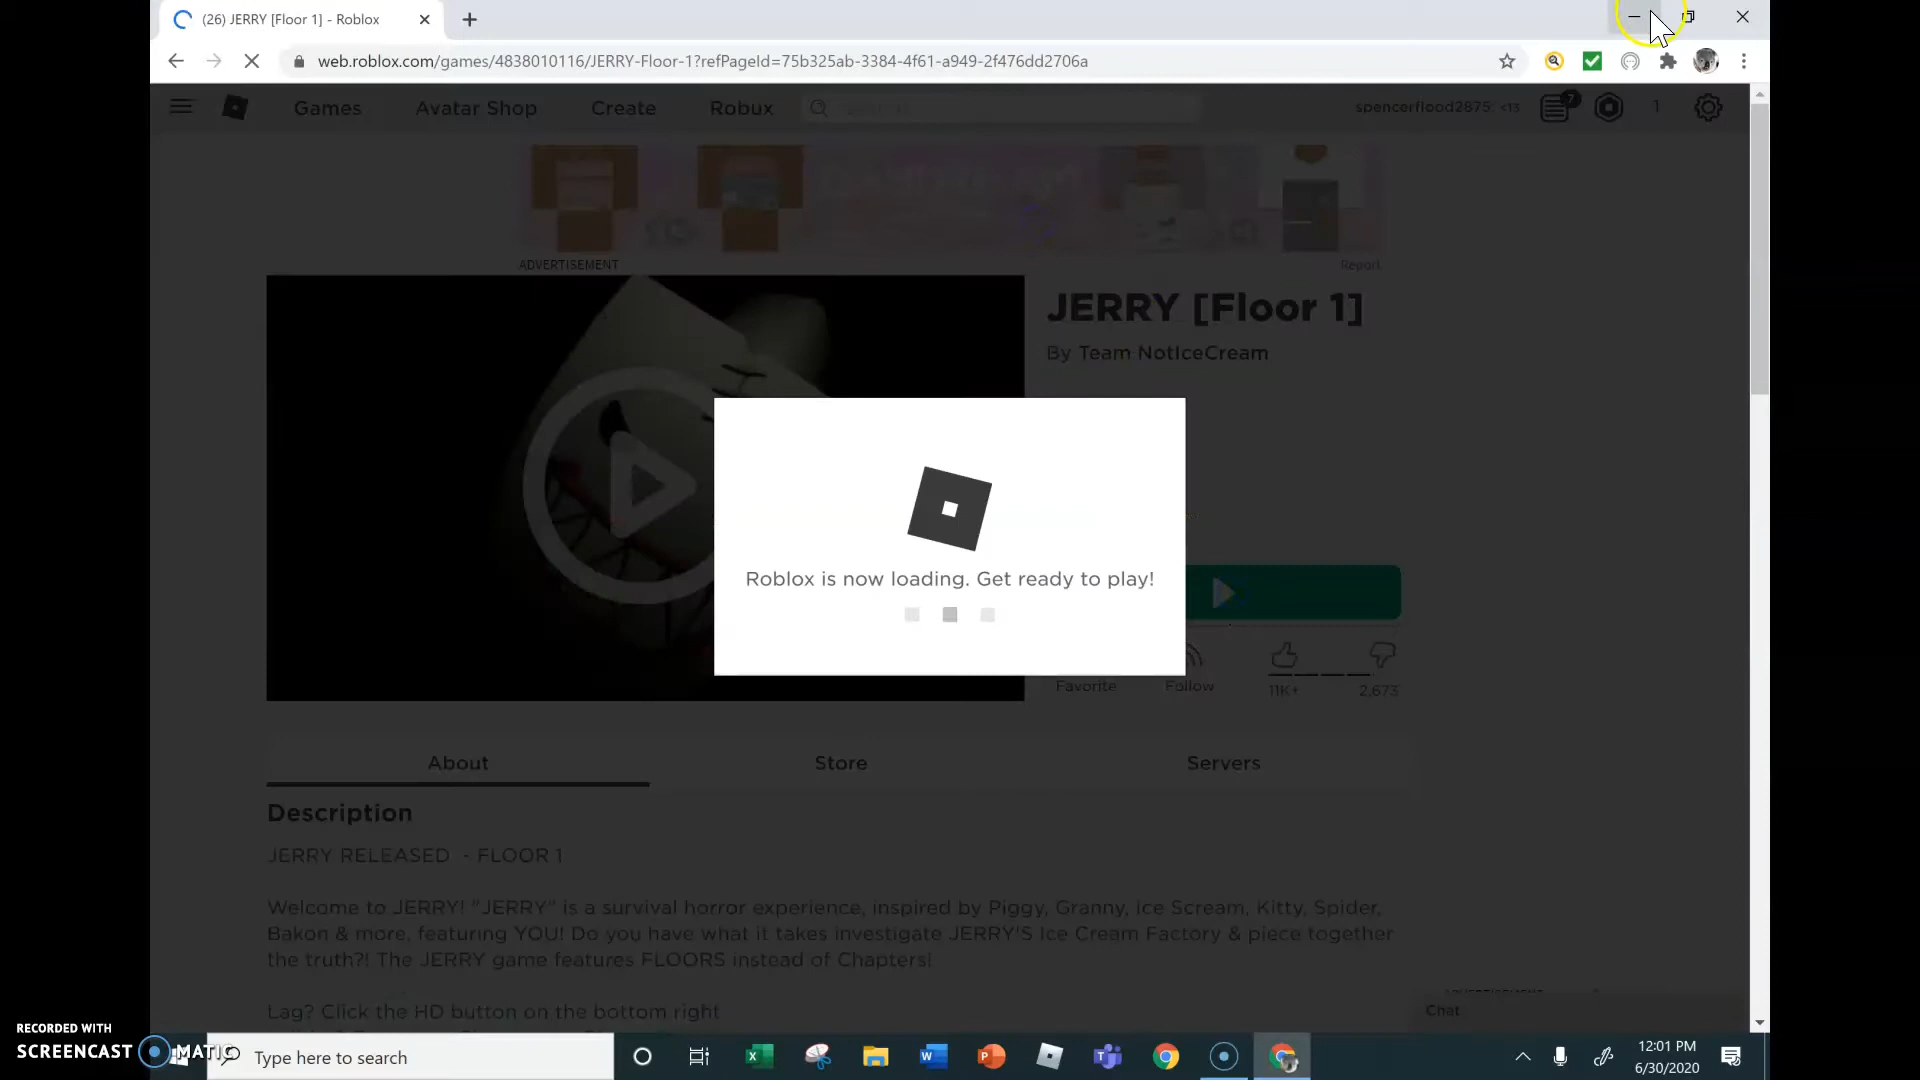 (26) JERRY [Floor 1] - Roblox
web.roblox.com/games/4838010116/JERRY-Floor-1?refPageId=75b325ab-3384-4f61-a949-2f476dd2706a
Games Avatar Shop Create Robux
spencerflood2875: <13 7 1
ADVERTISEMENT Report
JERRY [Floor 1]
By Team NotIceCream
Roblox is now loading. Get ready to play!
Favorite Follow 11K+ 2,673
About Store Servers
Description
JERRY RELEASED - FLOOR 1
Welcome to JERRY! "JERRY" is a survival horror experience, inspired by Piggy, Granny, Ice Scream, Kitty, Spider,
Bakon & more, featuring YOU! Do you have what it takes investigate JERRY'S Ice Cream Factory & piece together
the truth?! The JERRY game features FLOORS instead of Chapters!
Lag? Click the HD button on the bottom right
Chat
RECORDED WITH
SCREENCAST MATIC
Type here to search
12:01 PM
6/30/2020